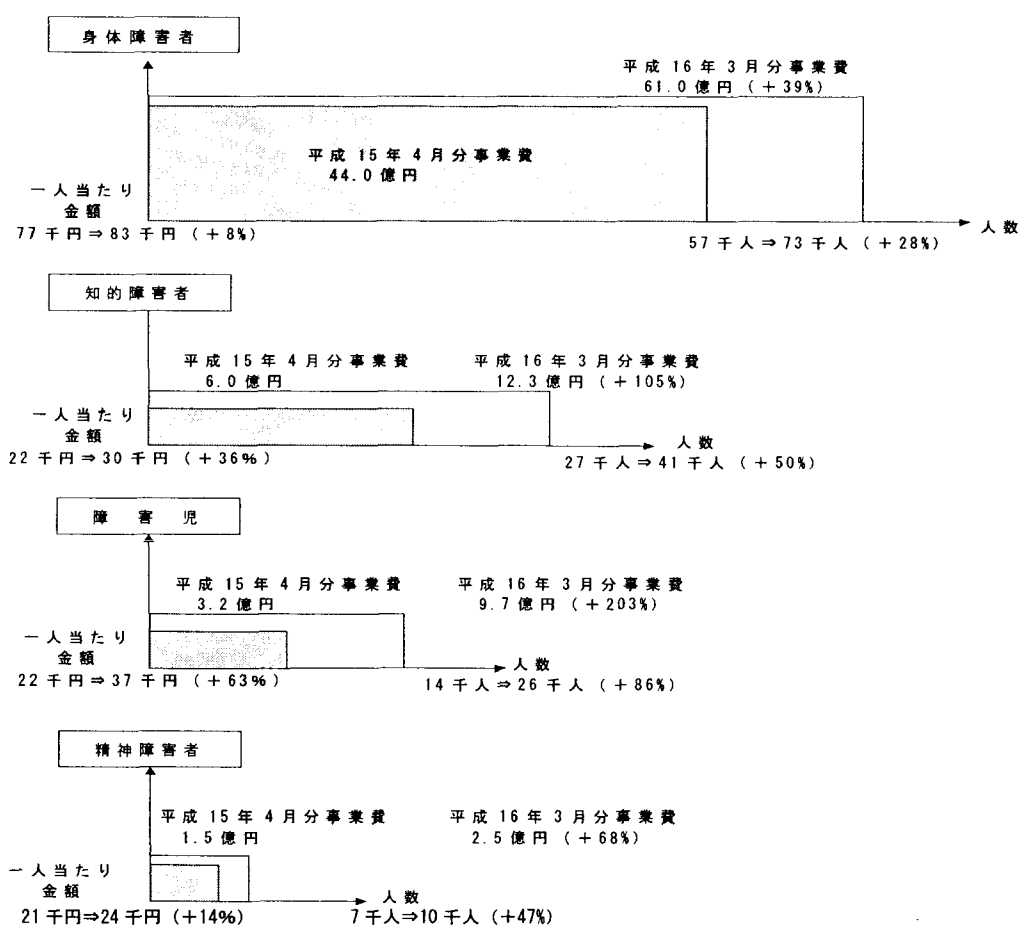 身体障害者
平成16年3月分事業費
61.0億円(+39%)
平成15年4月分事業費
44.0億円
一人当たり
金額
77千円⇒83千円(+8%)
人数
57千人⇒73千人(+28%)
知的障害者
平成15年4月分事業費
6.0億円
平成16年3月分事業費
12.3億円(+105%)
一人当たり
金額
22千円⇒30千円(+36%)
人数
27千人⇒41千人(+50%)
障害児
平成15年4月分事業費
3.2億円
平成16年3月分事業費
9.7億円(+203%)
一人当たり
金額
22千円⇒37千円(+63%)
人数
14千人⇒26千人(+86%)
精神障害者
平成15年4月分事業費
1.5億円
平成16年3月分事業費
2.5億円(+68%)
一人当たり
金額
21千円⇒24千円(+14%)
人数
7千人⇒10千人(+47%)